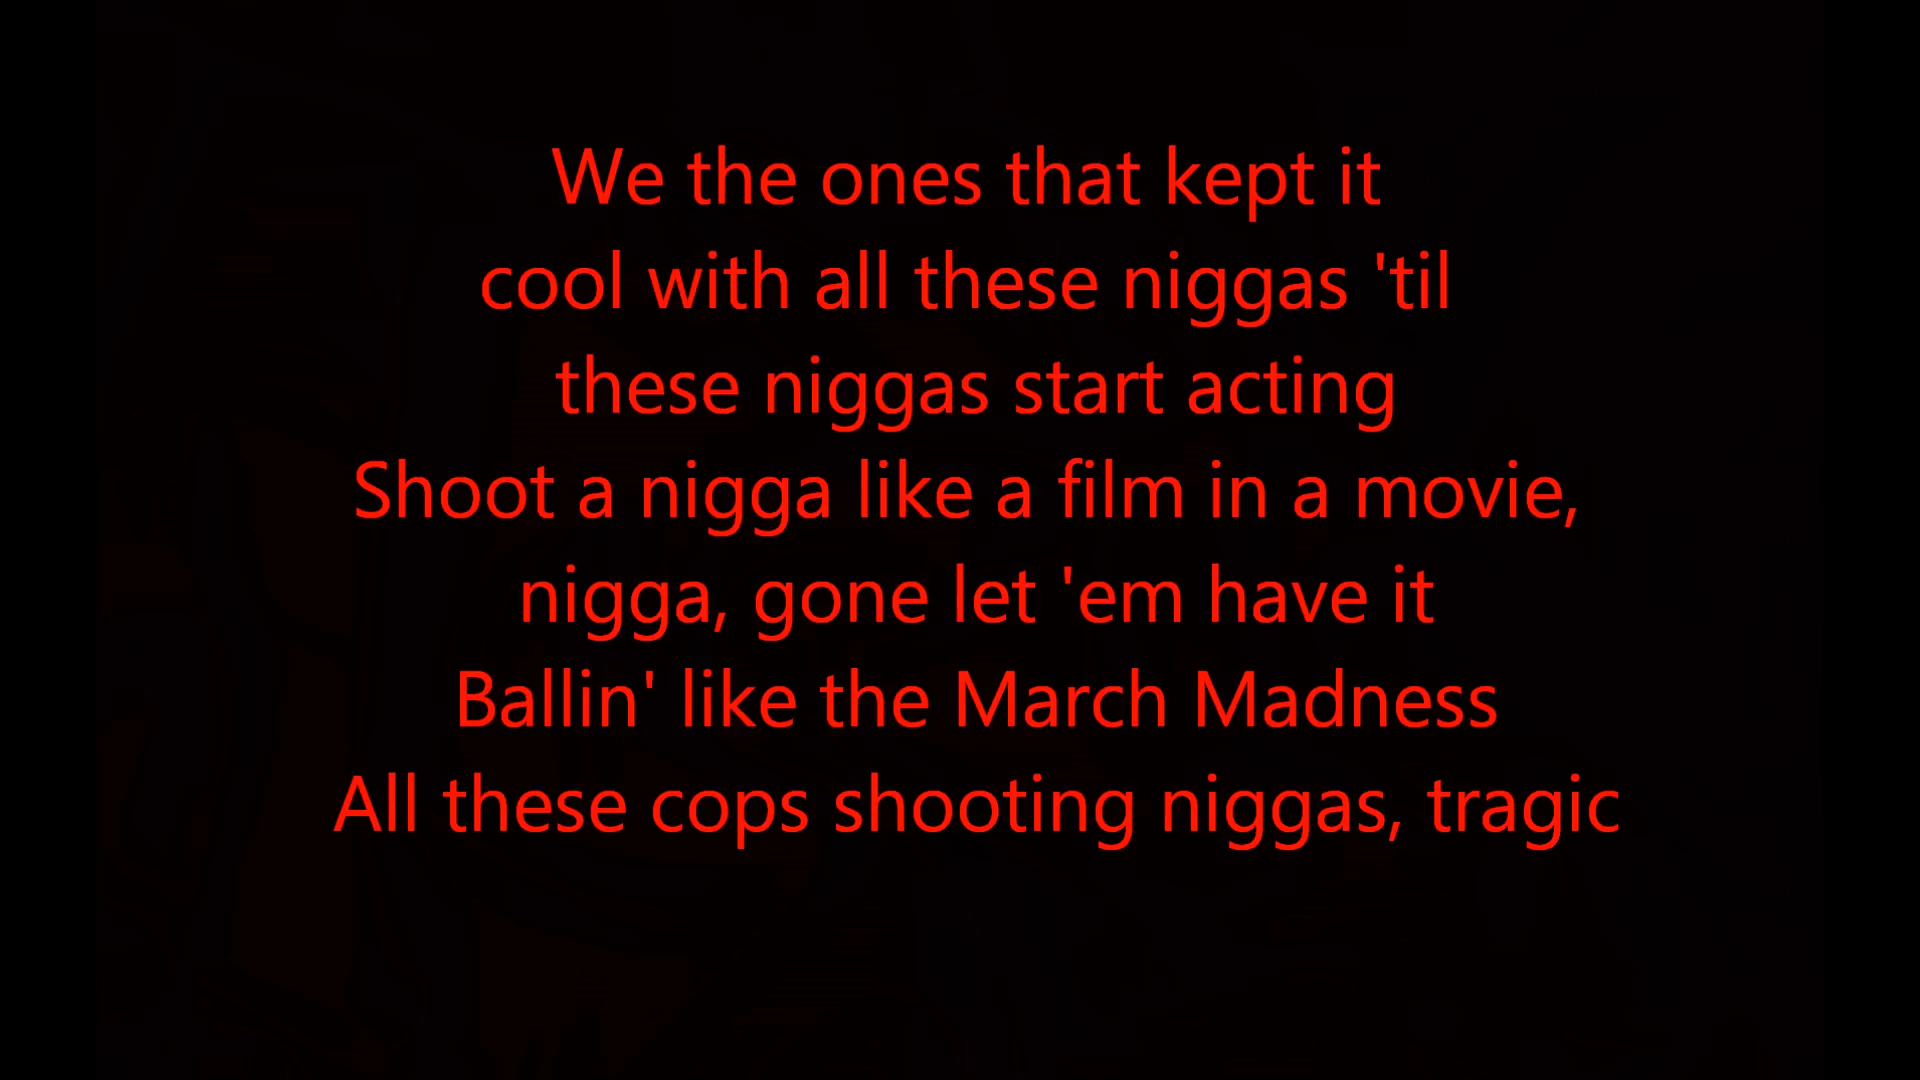 We the ones that kept it
cool with all these niggas 'til
these niggas start acting
Shoot a nigga like a film in a movie,
nigga, gone let 'em have it
Ballin' like the March Madness
All these cops shooting niggas, tragic